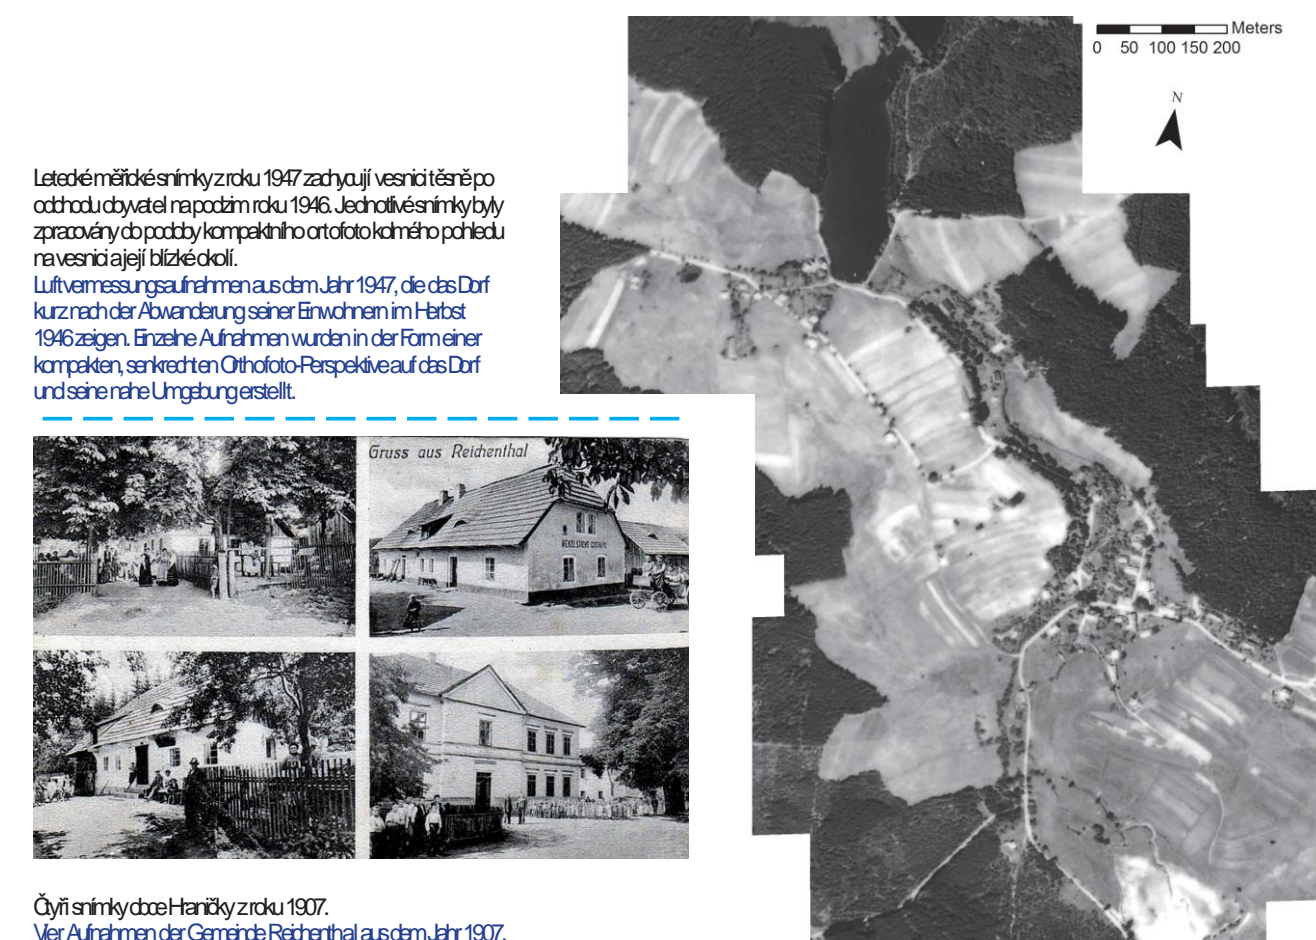 Meters
0 50 100 150 200
N
Letecké měřické snímky z roku 1947 zachycují vesnici těsně po
odchodu obyvatel na podzim roku 1946. Jednotlivé snímky byly
zpracovány do podoby kompaktního ortofoto kolmého pohledu
na vesnici a její blízké okolí.
Luftvermessungsaufnahmen aus dem Jahr 1947, die das Dorf
kurz nach der Abwanderung seiner Einwohnern im Herbst
1946 zeigen. Einzelne Aufnahmen wurden in der Form einer
kompakten, senkrechten Orthofoto-Perspektive auf das Dorf
und seine nahe Umgebung erstellt.
Gruss aus Reichenthal
WENZL
Čtyři snímky obce Hraničky z roku 1907.
Vier Aufnahmen der Gemeinde Reichenthal aus dem Jahr 1907.